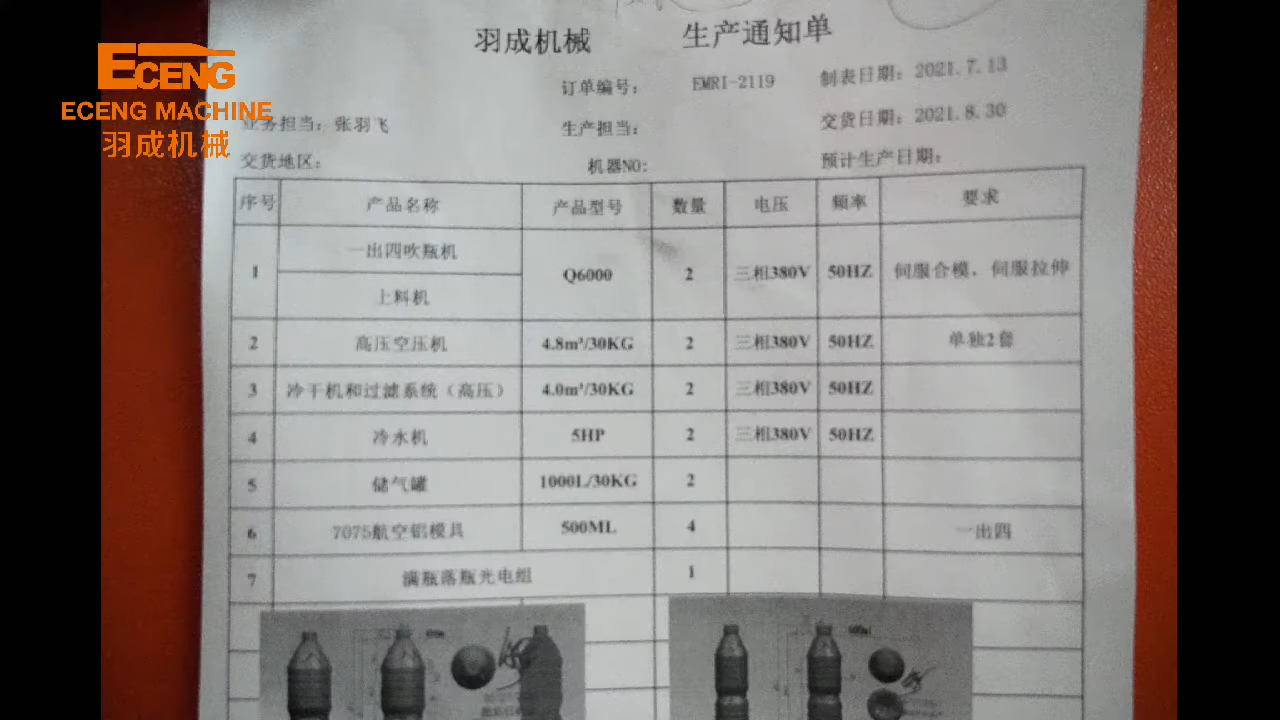 ECENG
ECENG MACHINE
羽成机械
羽成机械 生产通知单
订单编号: EMRI-2119 制表日期: 2021.7.13
业务担当: 张羽飞 生产担当: 交货日期: 2021.8.30
交货地区: 机器NO: 预计生产日期:
序号 产品名称 产品型号 数量 电压 频率 要求
1 一出四吹瓶机 Q6000 2 三相380V 50HZ 伺服合模、伺服拉伸
上料机
2 高压空压机 4.8m³/30KG 2 三相380V 50HZ 单独2套
3 冷干机和过滤系统（高压） 4.0m³/30KG 2 三相380V 50HZ
4 冷水机 5HP 2 三相380V 50HZ
5 储气罐 1000L/30KG 2
6 7075航空铝模具 500ML 4 一出四
7 满瓶落瓶光电组 1